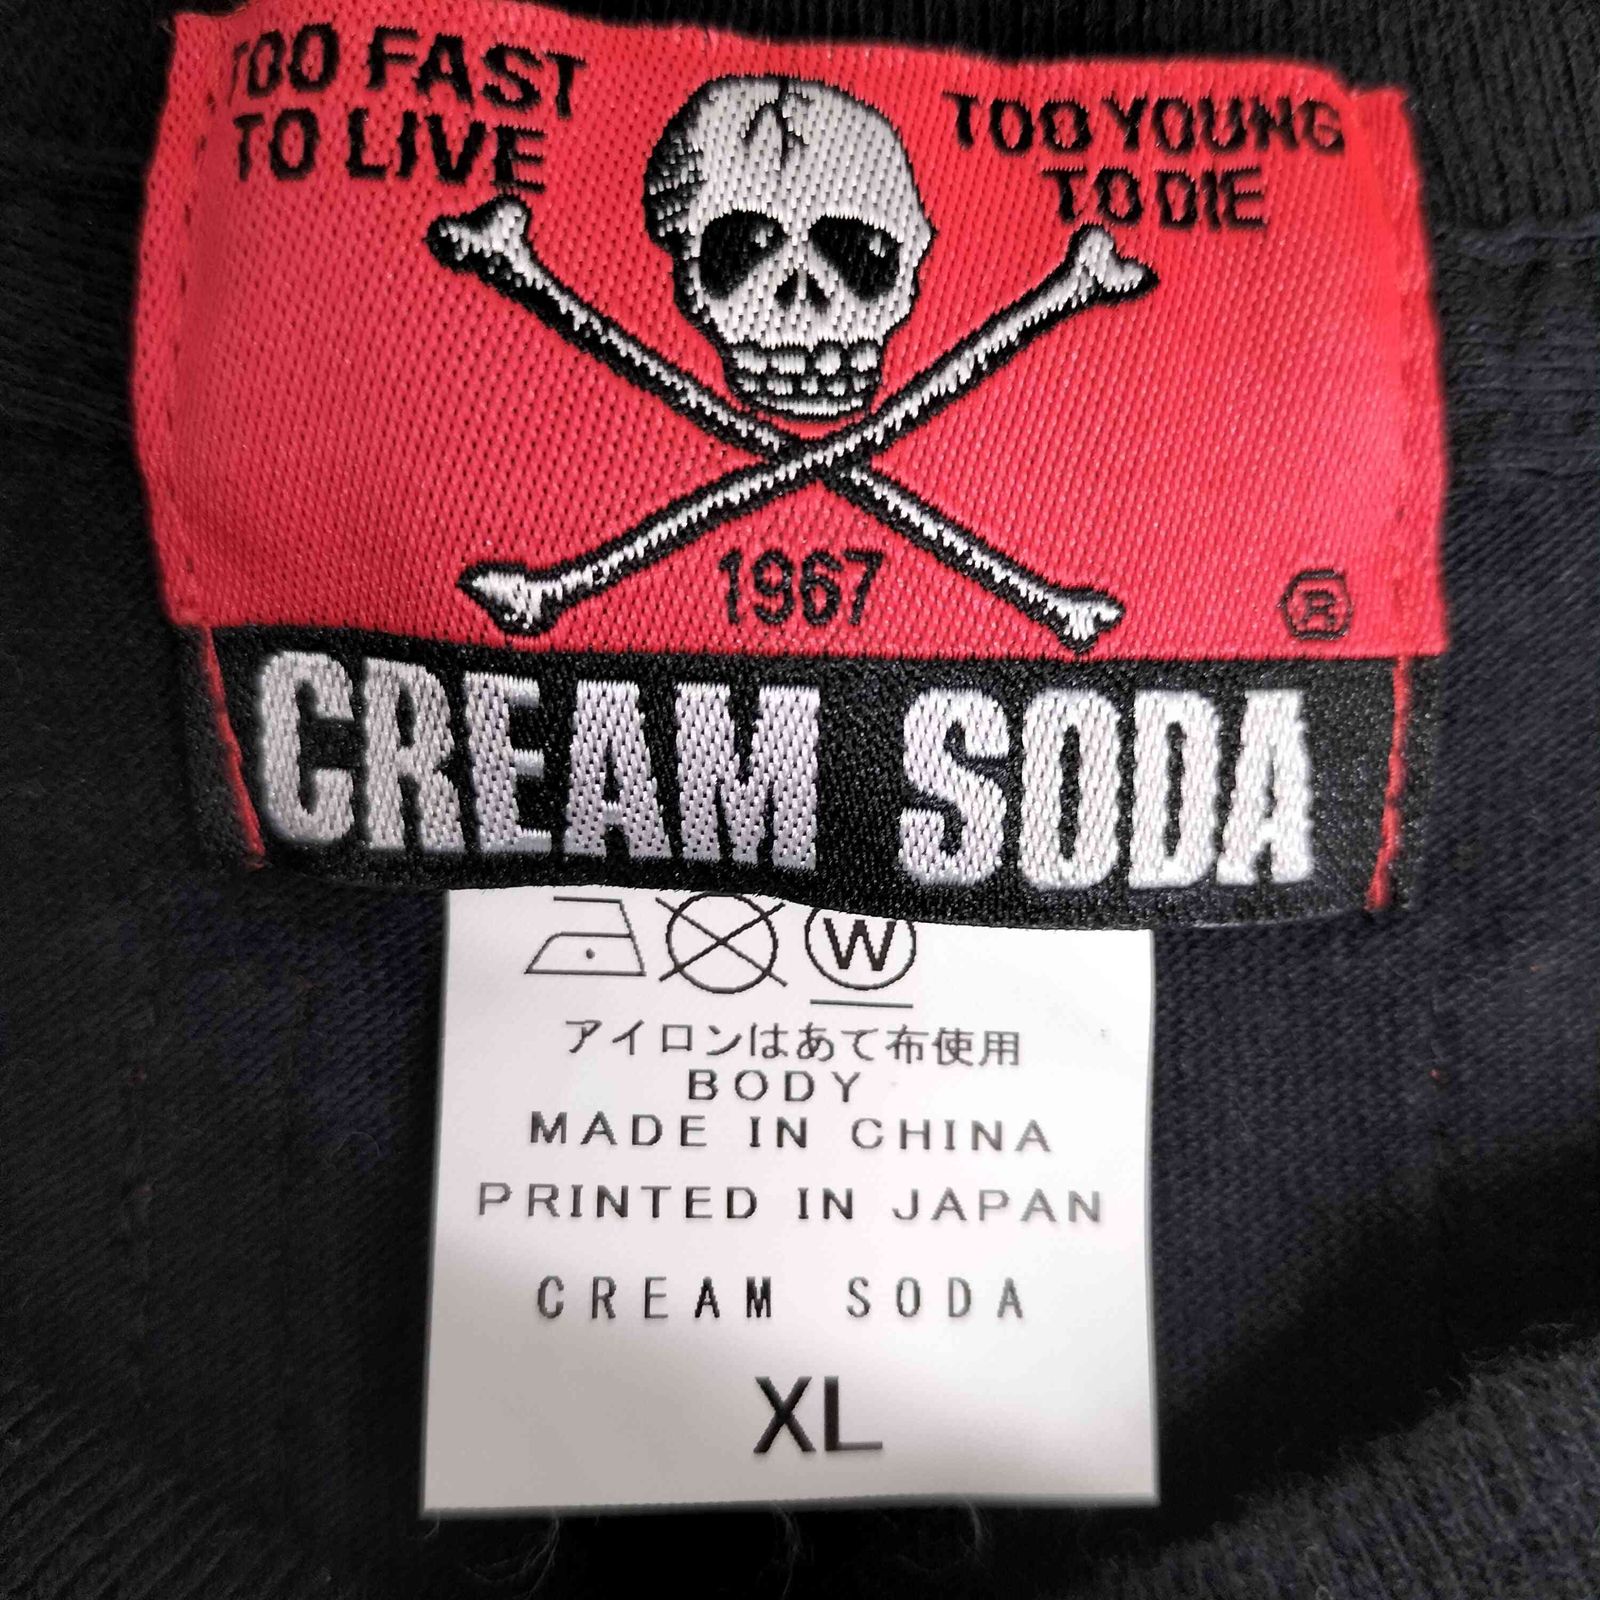 TOO FAST
TO LIVE
TOO YOUNG
TO DIE
1967
®
CREAM SODA
W
アイロンはあて布使用
BODY
MADE IN CHINA
PRINTED IN JAPAN
CREAM SODA
XL